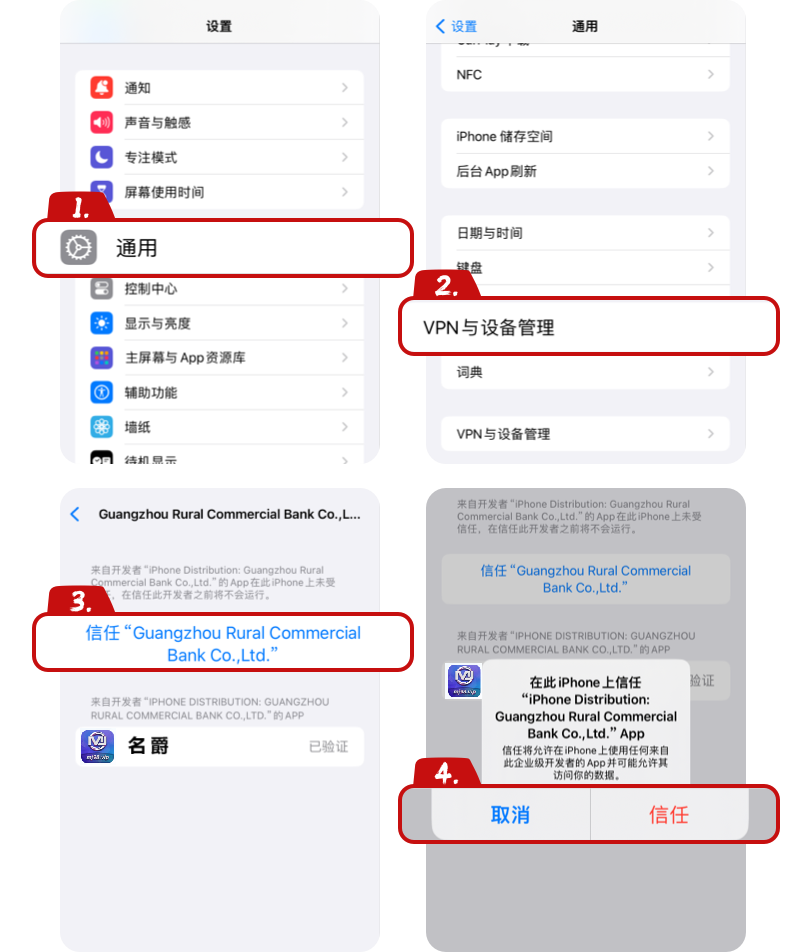 设置
通知
声音与触感
专注模式
屏幕使用时间
1.
通用
控制中心
显示与亮度
主屏幕与 App 资源库
辅助功能
墙纸
待机显示
设置
通用
NFC
iPhone 储存空间
后台 App 刷新
日期与时间
键盘
2.
VPN 与设备管理
词典
VPN 与设备管理
Guangzhou Rural Commercial Bank Co.,L...
来自开发者“iPhone Distribution: Guangzhou Rural
Commercial Bank Co.,Ltd.”的 App 在此 iPhone 上未受
任，在信任此开发者之前将不会运行。
3.
信任 “Guangzhou Rural Commercial
Bank Co.,Ltd.”
来自开发者“IPHONE DISTRIBUTION: GUANGZHOU
RURAL COMMERCIAL BANK CO.,LTD.”的 APP
名爵
已验证
来自开发者“iPhone Distribution: Guangzhou Rural
Commercial Bank Co.,Ltd.”的 App 在此 iPhone 上未受
信任，在信任此开发者之前将不会运行。
信任 “Guangzhou Rural Commercial
Bank Co.,Ltd.”
来自开发者“IPHONE DISTRIBUTION: GUANGZHOU
RURAL COMMERCIAL BANK CO.,LTD.”的 APP
验证
在此 iPhone 上信任
“iPhone Distribution:
Guangzhou Rural Commercial
Bank Co.,Ltd.” App
信任将允许在 iPhone 上使用任何来自
此企业级开发者的 App 并可能允许其
访问你的数据。
4.
取消
信任